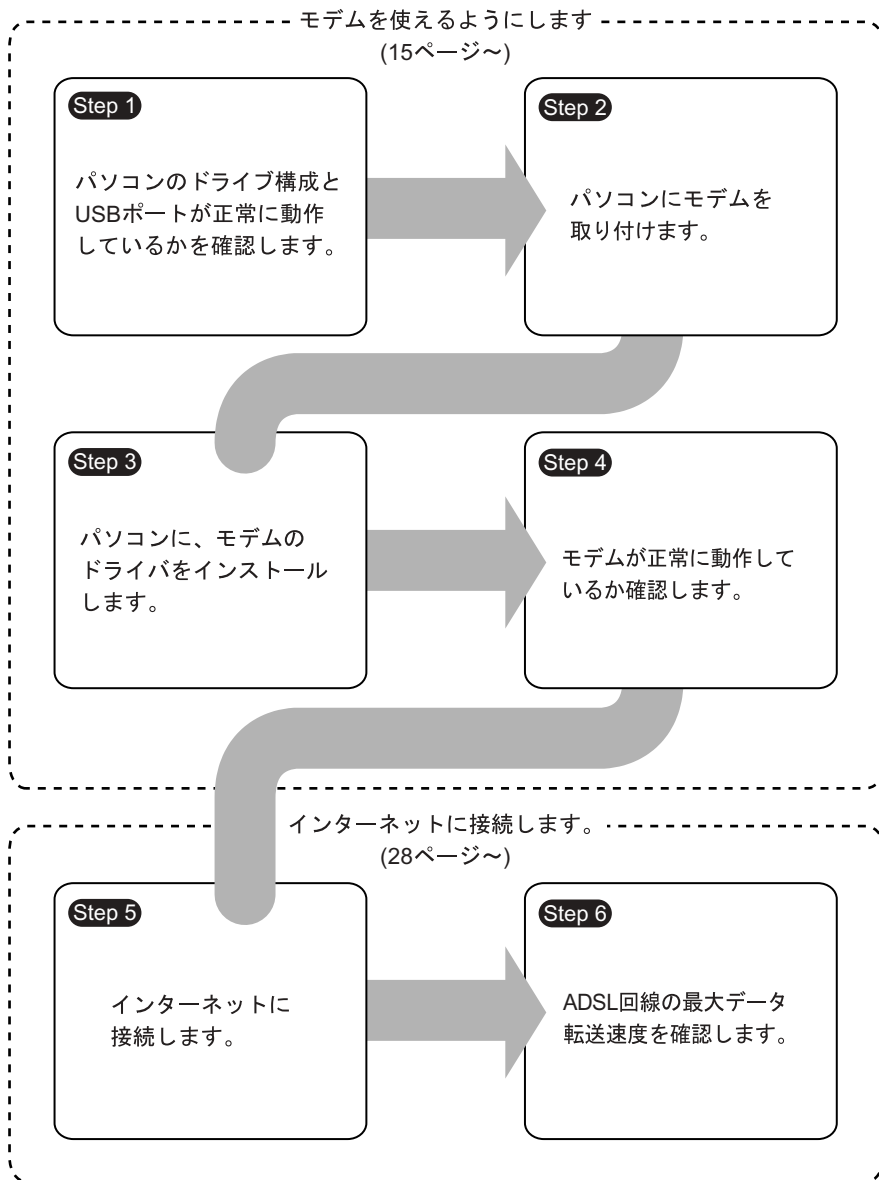 モデムを使えるようにします
(15ページ〜)
Step 1
パソコンのドライブ構成と
USBポートが正常に動作
しているかを確認します。
Step 2
パソコンにモデムを
取り付けます。
Step 3
パソコンに、モデムの
ドライバをインストール
します。
Step 4
モデムが正常に動作して
いるか確認します。
インターネットに接続します。
(28ページ〜)
Step 5
インターネットに
接続します。
Step 6
ADSL回線の最大データ
転送速度を確認します。